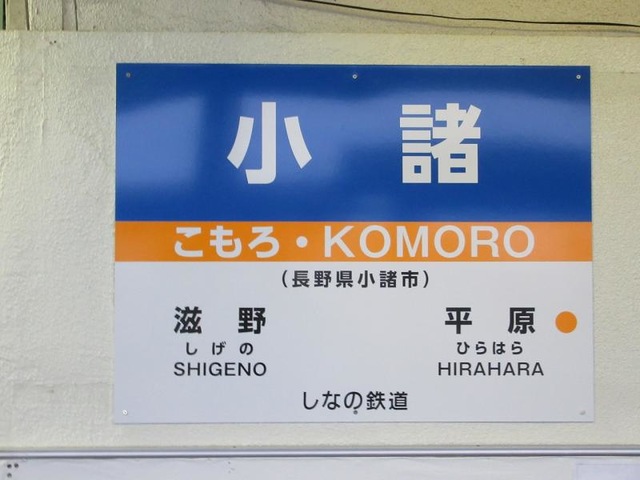 小諸
こもろ・KOMORO
(長野県小諸市)
滋野 平原
しげの ひらはら
SHIGENO HIRAHARA
しなの鉄道